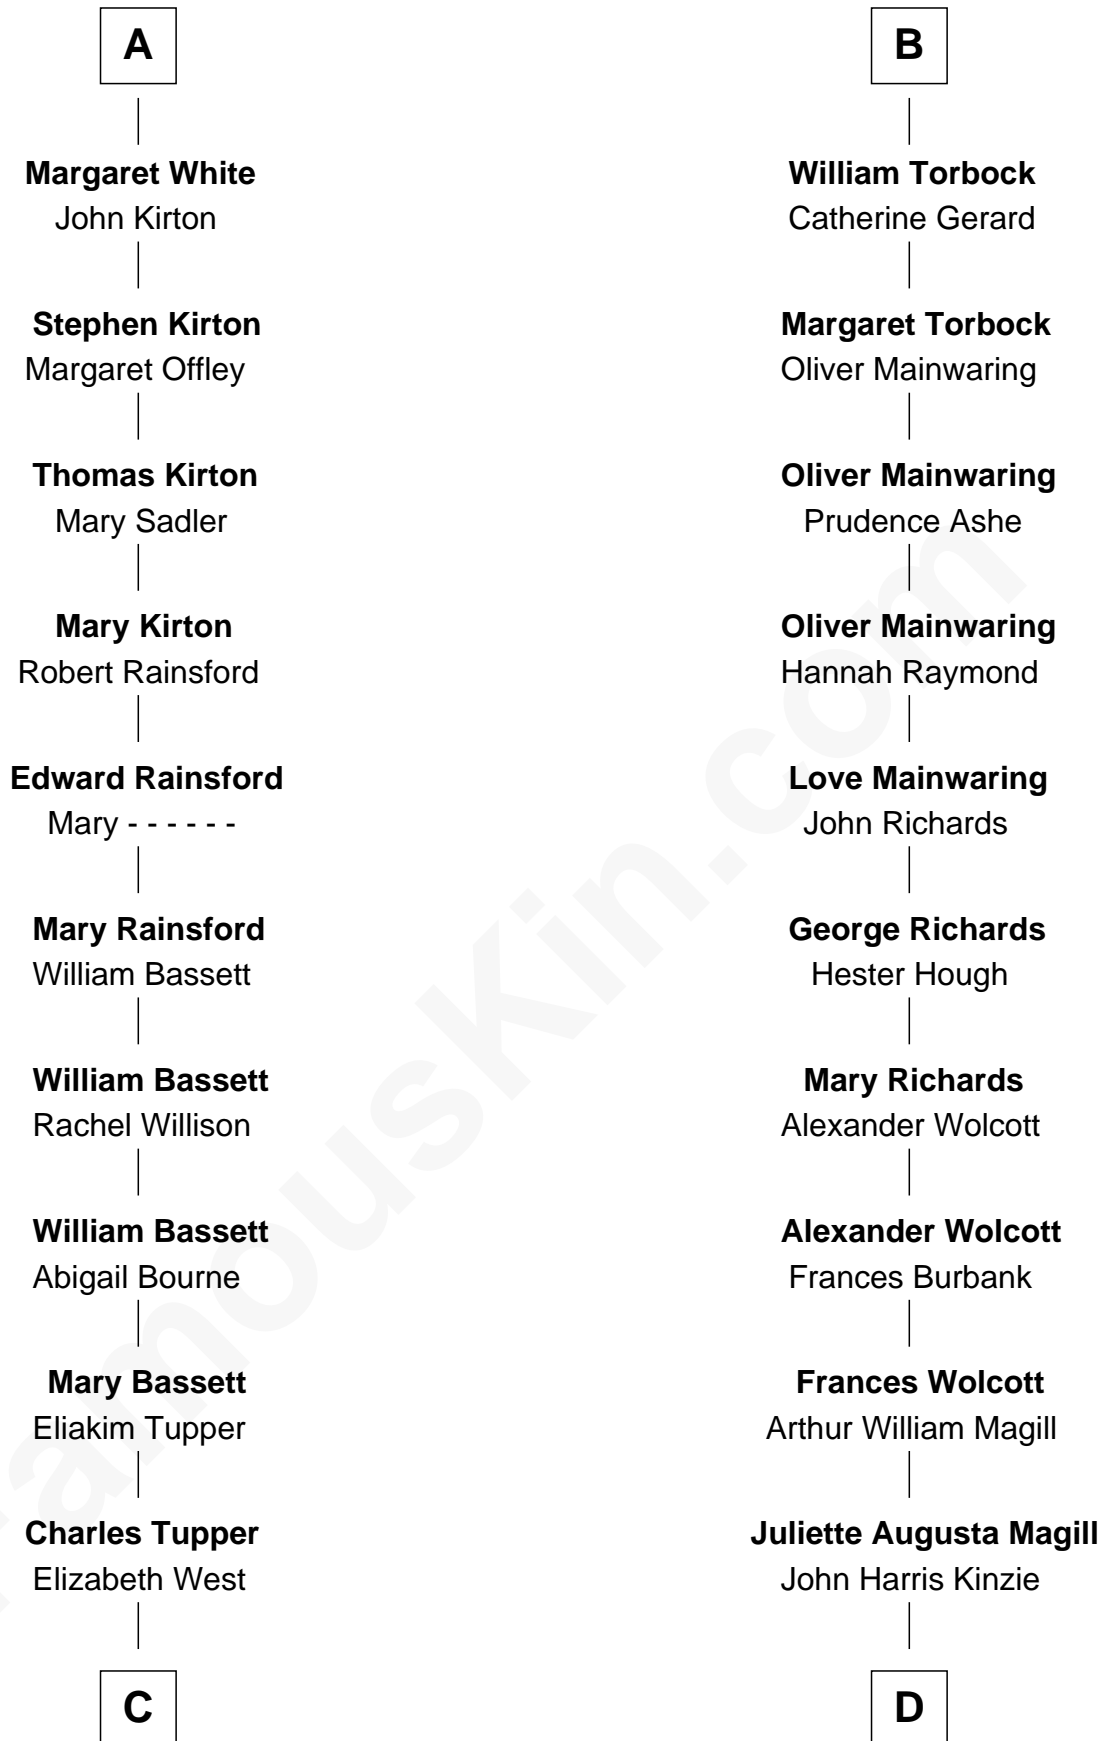 A
Margaret White
John Kirton
Stephen Kirton
Margaret Offley
Thomas Kirton
Mary Sadler
Mary Kirton
Robert Rainsford
Edward Rainsford
Mary - - - - - -
Mary Rainsford
William Bassett
William Bassett
Rachel Willison
William Bassett
Abigail Bourne
Mary Bassett
Eliakim Tupper
Charles Tupper
Elizabeth West
C
B
William Torbock
Catherine Gerard
Margaret Torbock
Oliver Mainwaring
Oliver Mainwaring
Prudence Ashe
Oliver Mainwaring
Hannah Raymond
Love Mainwaring
John Richards
George Richards
Hester Hough
Mary Richards
Alexander Wolcott
Alexander Wolcott
Frances Burbank
Frances Wolcott
Arthur William Magill
Juliette Augusta Magill
John Harris Kinzie
D
FamousKin.com